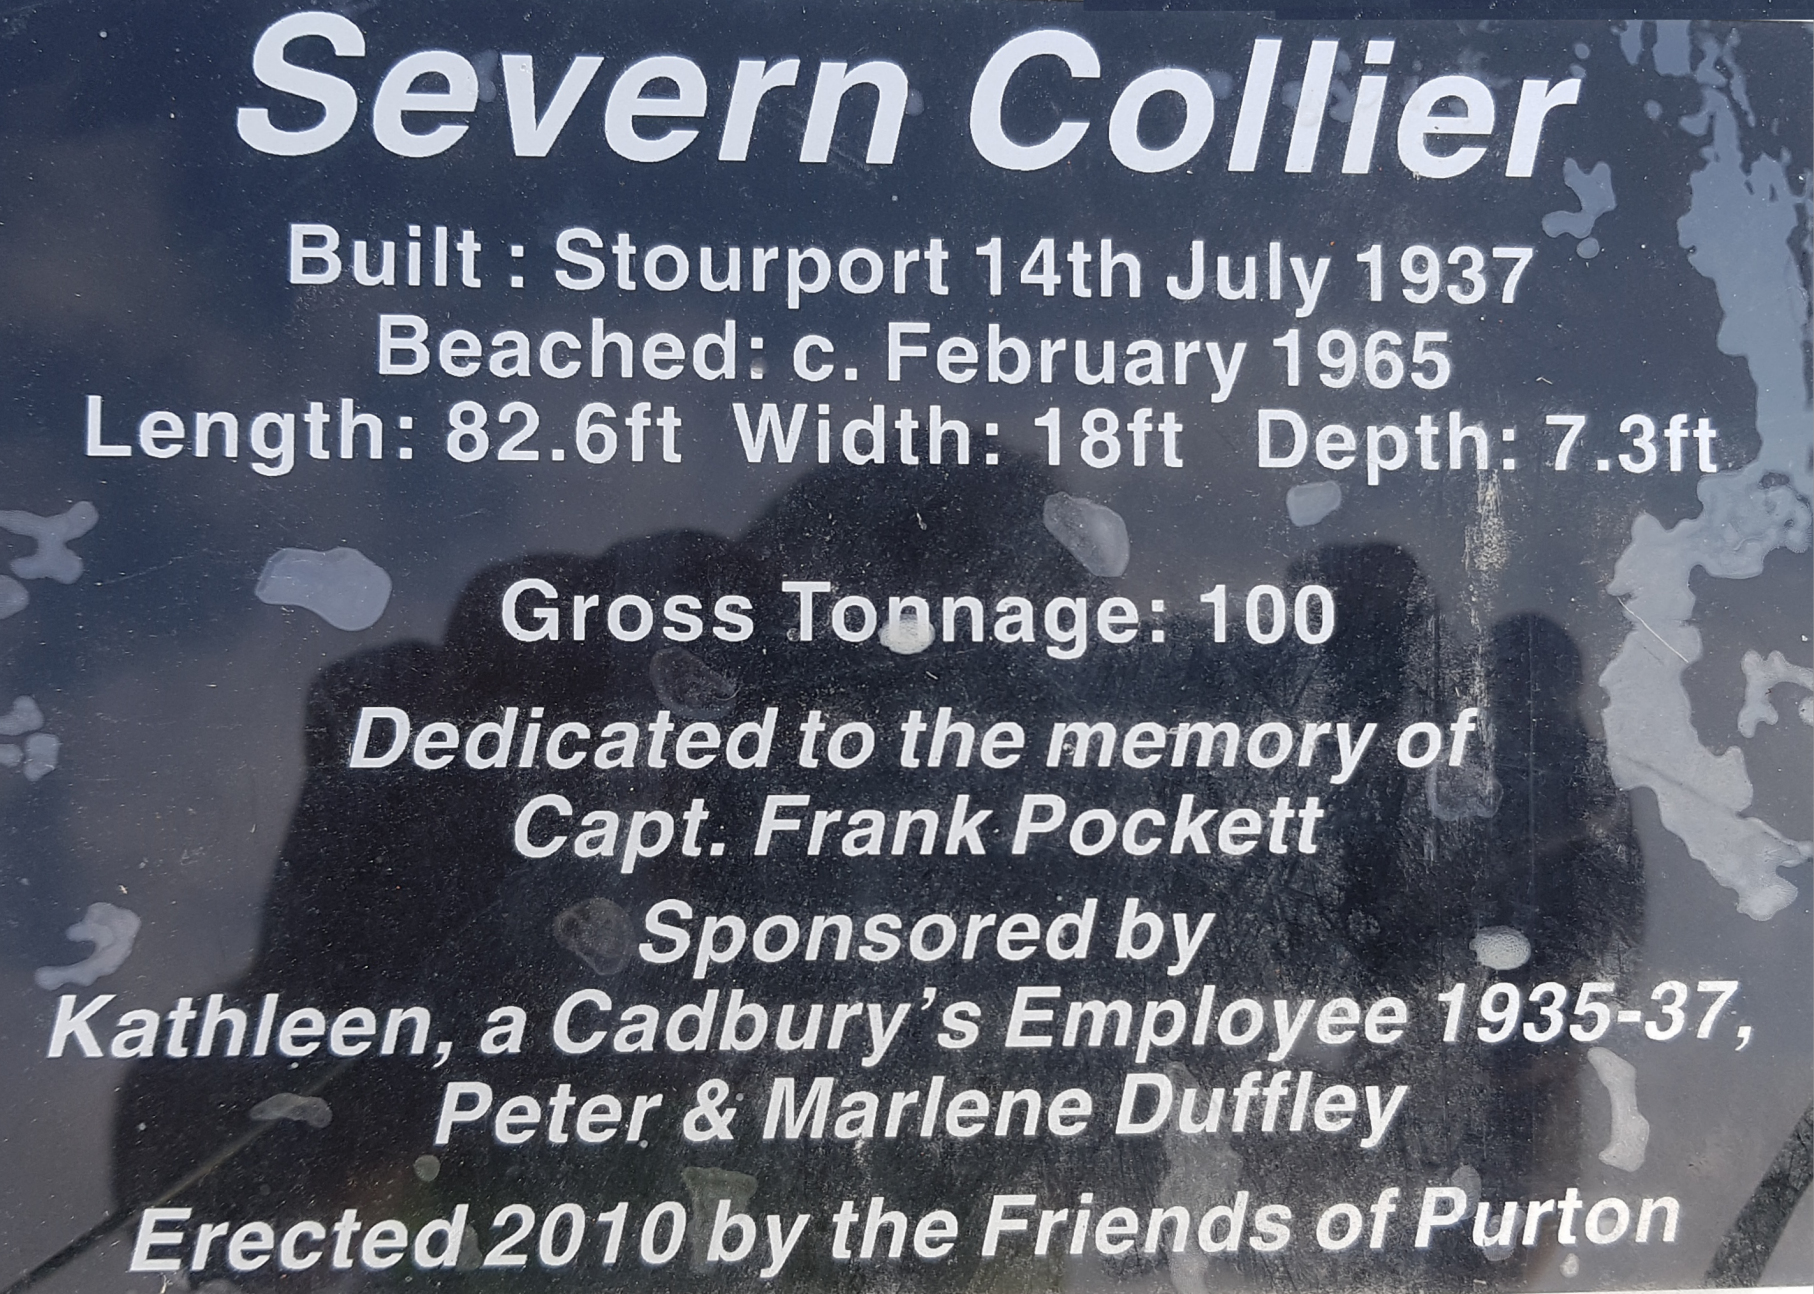 Severn Collier
Built : Stourport 14th July 1937
Beached: c. February 1965
Length: 82.6ft Width: 18ft Depth: 7.3ft
Gross Tonnage: 100
Dedicated to the memory of
Capt. Frank Pockett
Sponsored by
Kathleen, a Cadbury's Employee 1935-37,
Peter & Marlene Duffley
Erected 2010 by the Friends of Purton